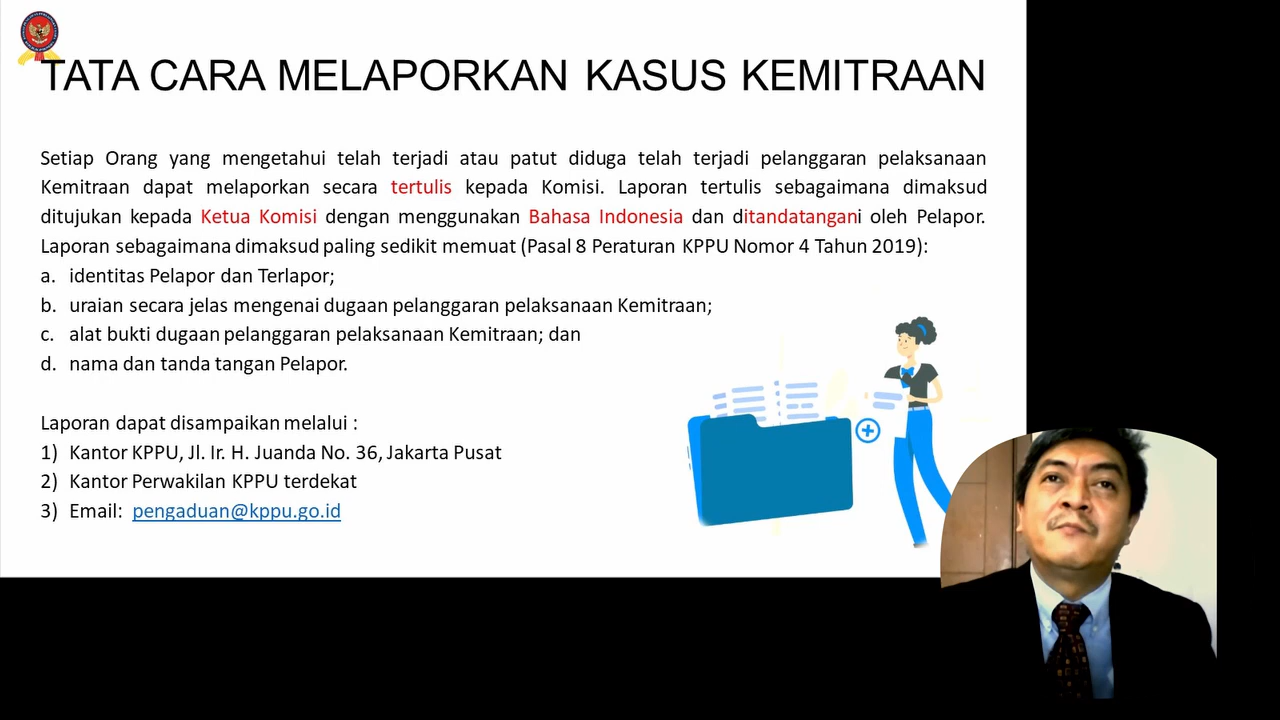 TATA CARA MELAPORKAN KASUS KEMITRAAN
Setiap Orang yang mengetahui telah terjadi atau patut diduga telah terjadi pelanggaran pelaksanaan
Kemitraan dapat melaporkan secara tertulis kepada Komisi. Laporan tertulis sebagaimana dimaksud
ditujukan kepada Ketua Komisi dengan menggunakan Bahasa Indonesia dan ditandatangani oleh Pelapor.
Laporan sebagaimana dimaksud paling sedikit memuat (Pasal 8 Peraturan KPPU Nomor 4 Tahun 2019):
a. identitas Pelapor dan Terlapor;
b. uraian secara jelas mengenai dugaan pelanggaran pelaksanaan Kemitraan;
c. alat bukti dugaan pelanggaran pelaksanaan Kemitraan; dan
d. nama dan tanda tangan Pelapor.
Laporan dapat disampaikan melalui :
1) Kantor KPPU, Jl. Ir. H. Juanda No. 36, Jakarta Pusat
2) Kantor Perwakilan KPPU terdekat
3) Email: pengaduan@kppu.go.id